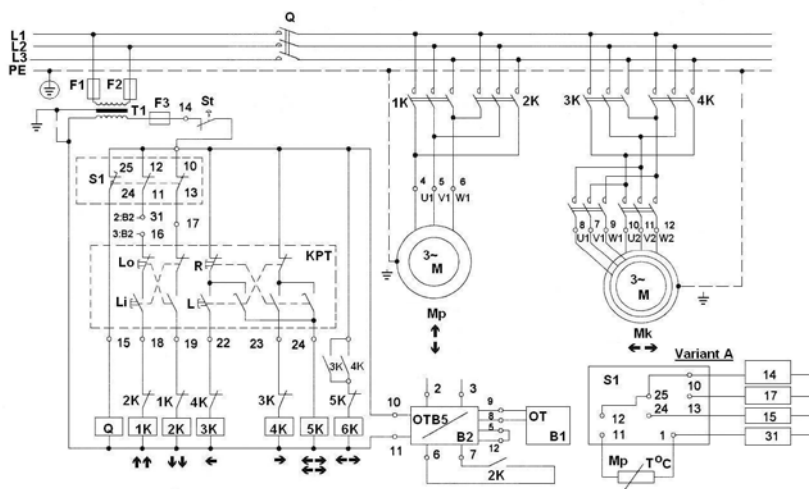 Q
L1
L2
L3
PE
F1 F2
T1 F3 14 St
1K 2K 3K 4K
S1 25 12 10
24 11 13
2:B2 31 17
3:B2 16
4 5 6
U1 V1 W1
8 7 9 10 11 12
U1 V1 W1 U2 V2 W2
Lo R KPT
Li L
3~
M
Mp
3~
M
Mk
15 18 19 22 23 24
3K 4K
2K 1K 4K 3K 5K
Q 1K 2K 3K 4K 5K 6K
10 2 3
OTB5
B2
9
8
5
12
OT
B1
11 6 7
2K
Variant A
S1
25 10
12 24 13
11 1
14
17
15
31
Mp T°C